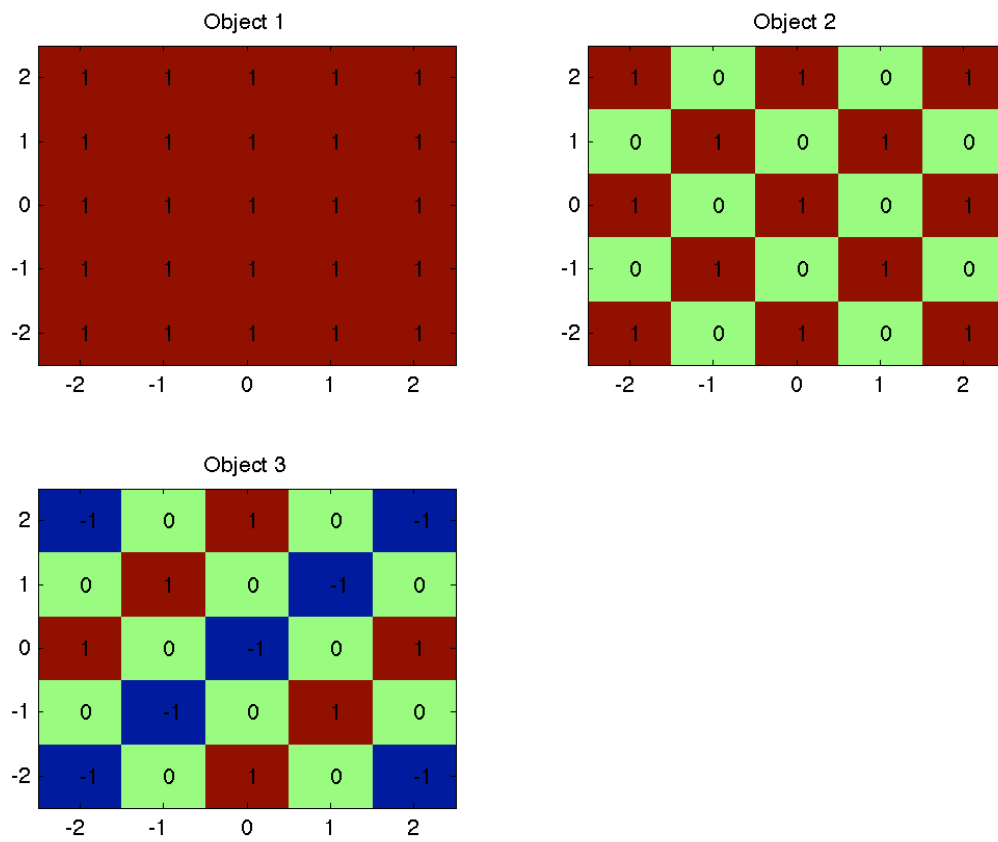 Object 1
2 1 1 1 1 1
1 1 1 1 1 1
0 1 1 1 1 1
-1 1 1 1 1 1
-2 1 1 1 1 1
-2 -1 0 1 2
Object 2
2 1 0 1 0 1
1 0 1 0 1 0
0 1 0 1 0 1
-1 0 1 0 1 0
-2 1 0 1 0 1
-2 -1 0 1 2
Object 3
2 -1 0 1 0 -1
1 0 1 0 -1 0
0 1 0 -1 0 1
-1 0 -1 0 1 0
-2 -1 0 1 0 -1
-2 -1 0 1 2